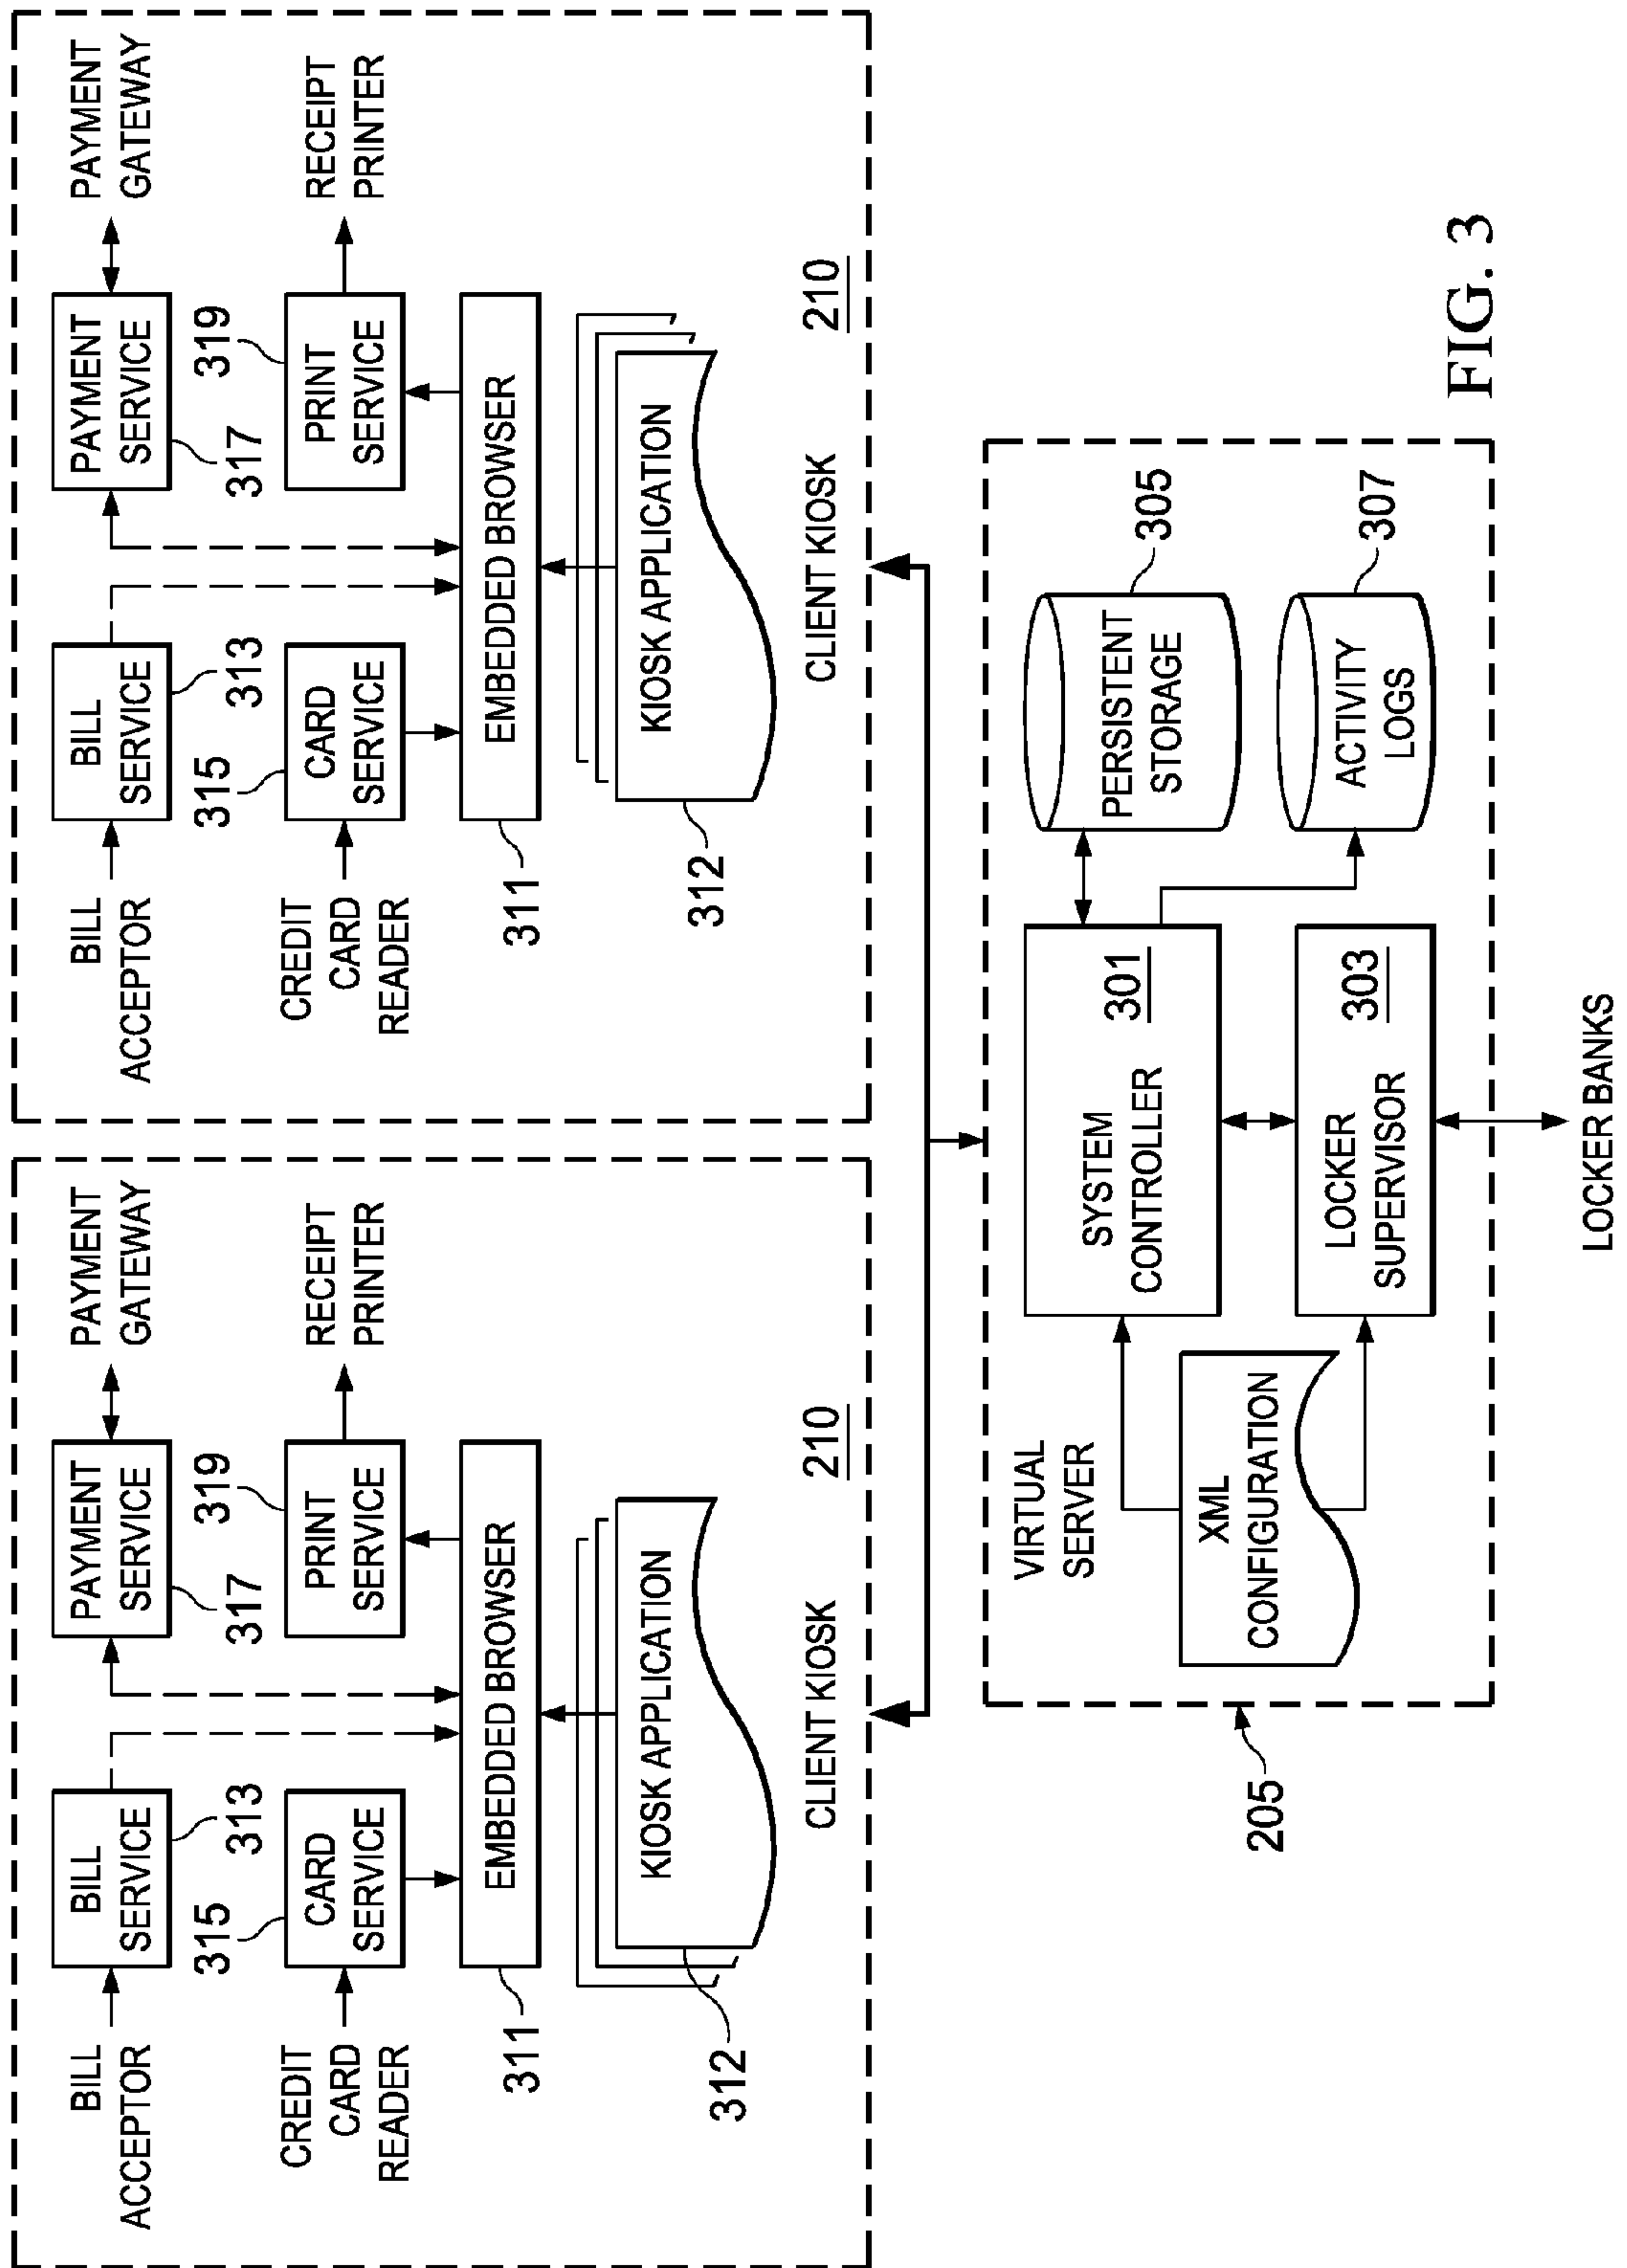 BILL
ACCEPTOR
BILL
SERVICE
313
PAYMENT
SERVICE
317
PAYMENT
GATEWAY
CREDIT
CARD
READER
315
CARD
SERVICE
319
PRINT
SERVICE
RECEIPT
PRINTER
311
EMBEDDED BROWSER
312
KIOSK APPLICATION
CLIENT KIOSK
210
BILL
ACCEPTOR
BILL
SERVICE
313
PAYMENT
SERVICE
317
PAYMENT
GATEWAY
CREDIT
CARD
READER
315
CARD
SERVICE
319
PRINT
SERVICE
RECEIPT
PRINTER
311
EMBEDDED BROWSER
312
KIOSK APPLICATION
CLIENT KIOSK
210
205
VIRTUAL
SERVER
XML
CONFIGURATION
SYSTEM
CONTROLLER
301
LOCKER
SUPERVISOR
303
PERSISTENT
STORAGE
305
ACTIVITY
LOGS
307
LOCKER BANKS
FIG. 3